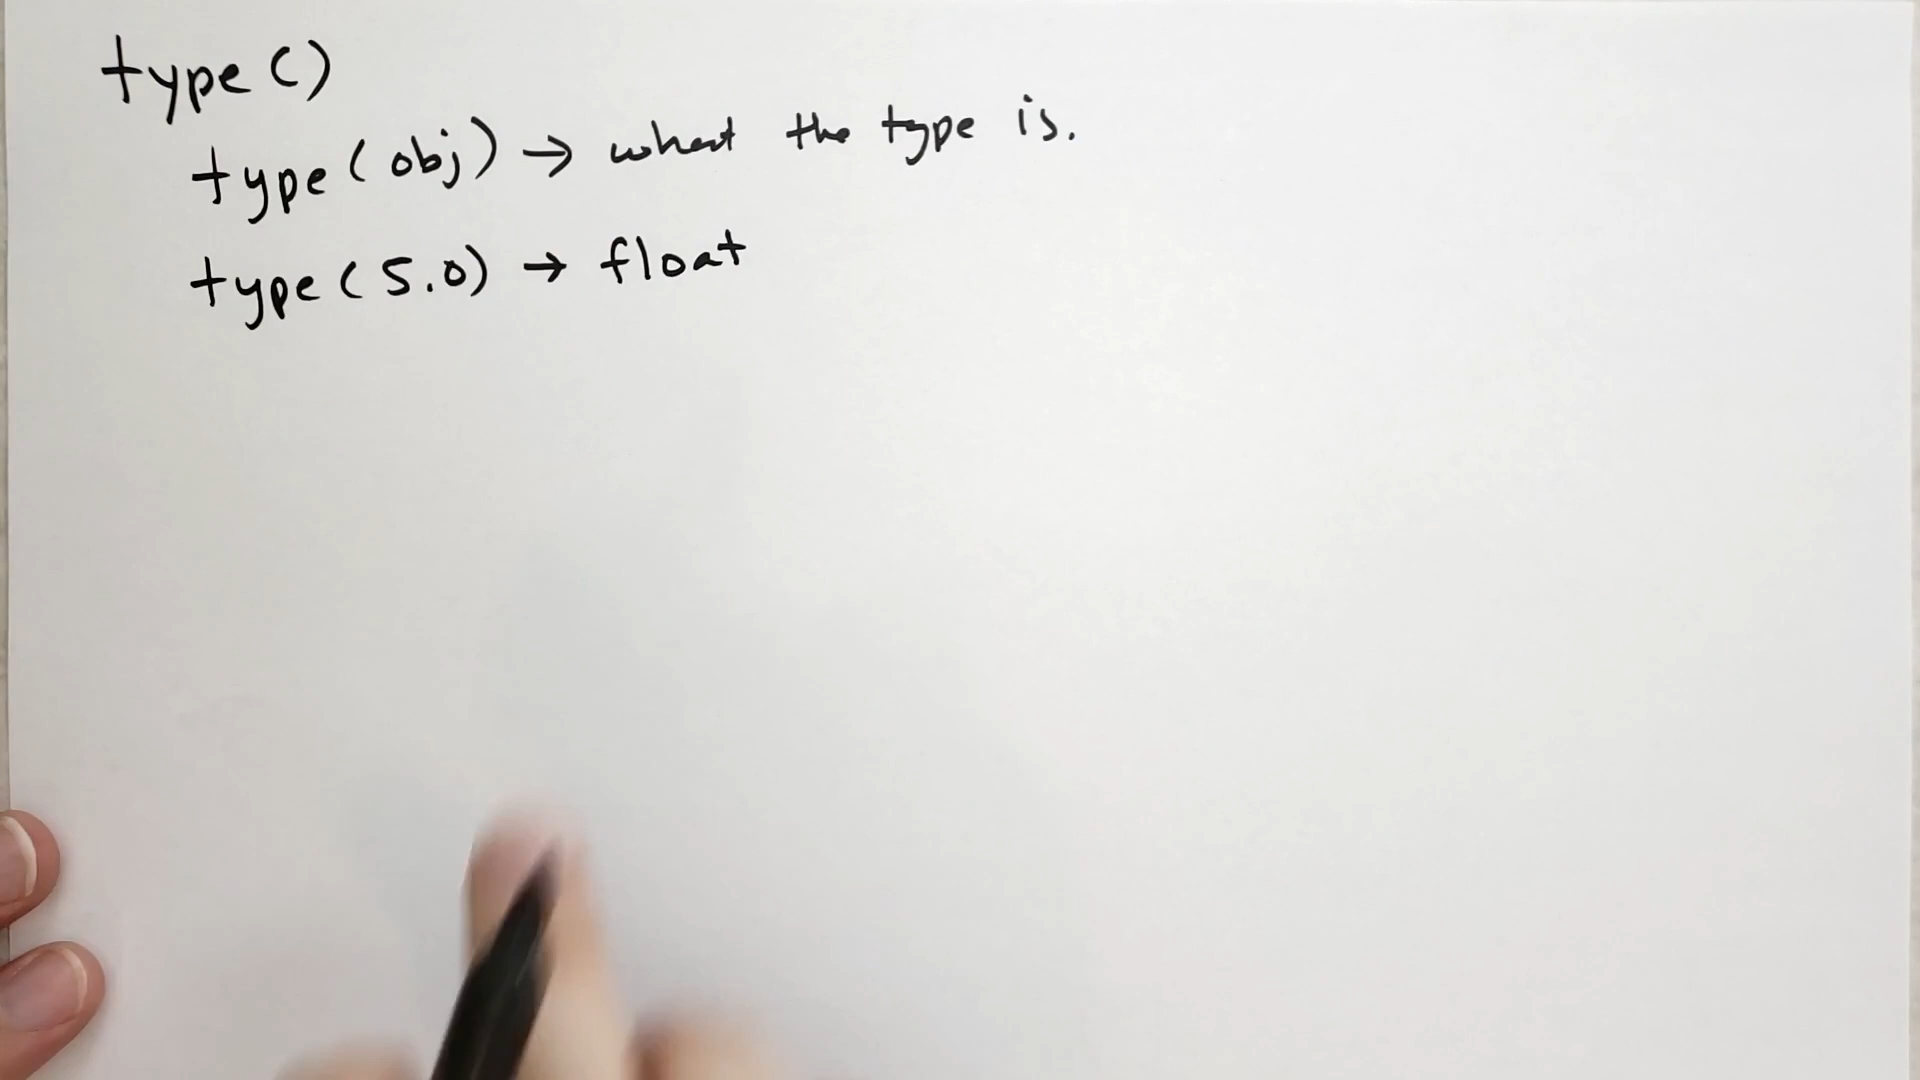 type()
type(obj) → what the type is.
type(5.0) → float